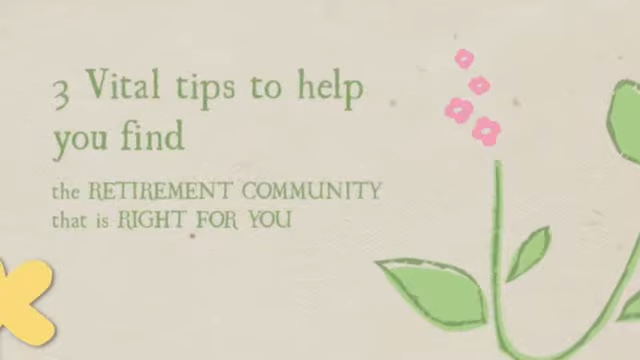 3 Vital tips to help
you find
the RETIREMENT COMMUNITY
that is RIGHT FOR YOU